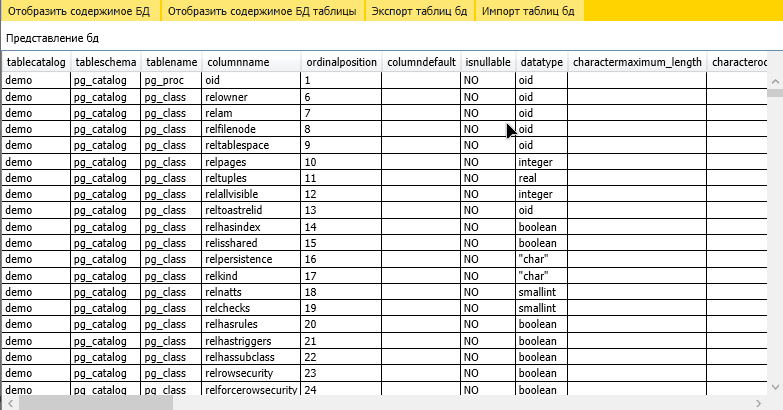 Отобразить содержимое БД Отобразить содержимое БД таблицы Экспорт таблиц бд Импорт таблиц бд
Представление бд
tablecatalog tableschema tablename columnname ordinalposition columndefault isnullable datatype charactermaximum_length characteroc
demo pg_catalog pg_proc oid 1 NO oid
demo pg_catalog pg_class relowner 6 NO oid
demo pg_catalog pg_class relam 7 NO oid
demo pg_catalog pg_class relfilenode 8 NO oid
demo pg_catalog pg_class reltablespace 9 NO oid
demo pg_catalog pg_class relpages 10 NO integer
demo pg_catalog pg_class reltuples 11 NO real
demo pg_catalog pg_class relallvisible 12 NO integer
demo pg_catalog pg_class reltoastrelid 13 NO oid
demo pg_catalog pg_class relhasindex 14 NO boolean
demo pg_catalog pg_class relisshared 15 NO boolean
demo pg_catalog pg_class relpersistence 16 NO "char"
demo pg_catalog pg_class relkind 17 NO "char"
demo pg_catalog pg_class relnatts 18 NO smallint
demo pg_catalog pg_class relchecks 19 NO smallint
demo pg_catalog pg_class relhasrules 20 NO boolean
demo pg_catalog pg_class relhastriggers 21 NO boolean
demo pg_catalog pg_class relhassubclass 22 NO boolean
demo pg_catalog pg_class relrowsecurity 23 NO boolean
demo pg_catalog pg_class relforcerowsecurity 24 NO boolean